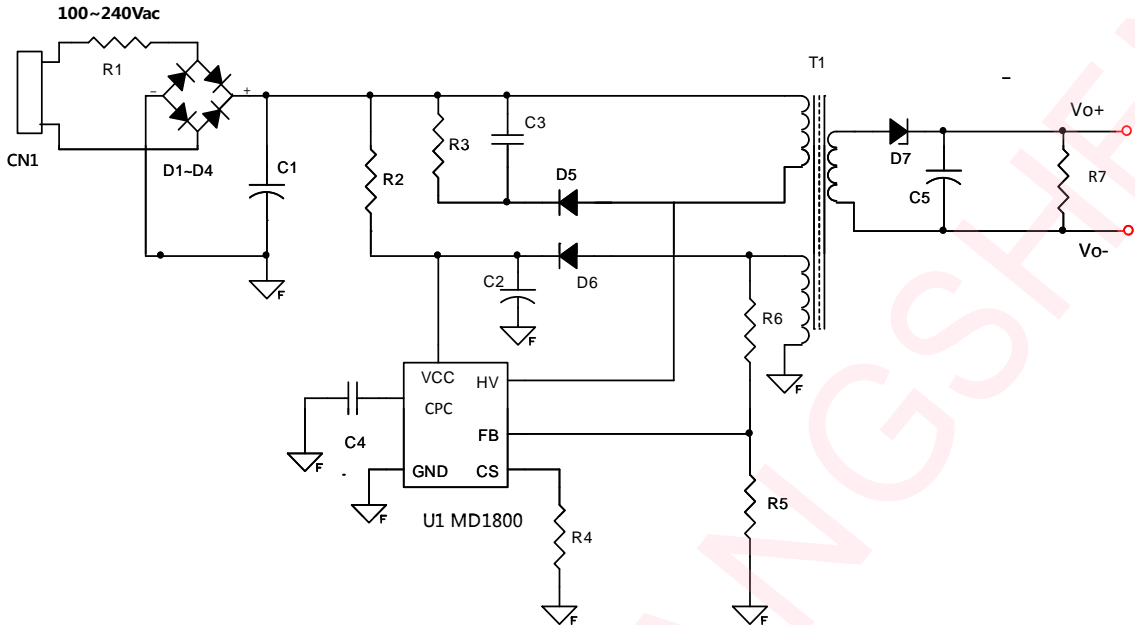 100~240Vac
R1
T1
CN1
−
+
D1~D4
C1
R2
R3
C3
D5
D7
C5
Vo+
R7
Vo-
−
F
C2
D6
F
R6
F
VCC
HV
CPC
FB
GND
CS
C4
F
F
U1 MD1800
R4
R5
F
F
NGSHE